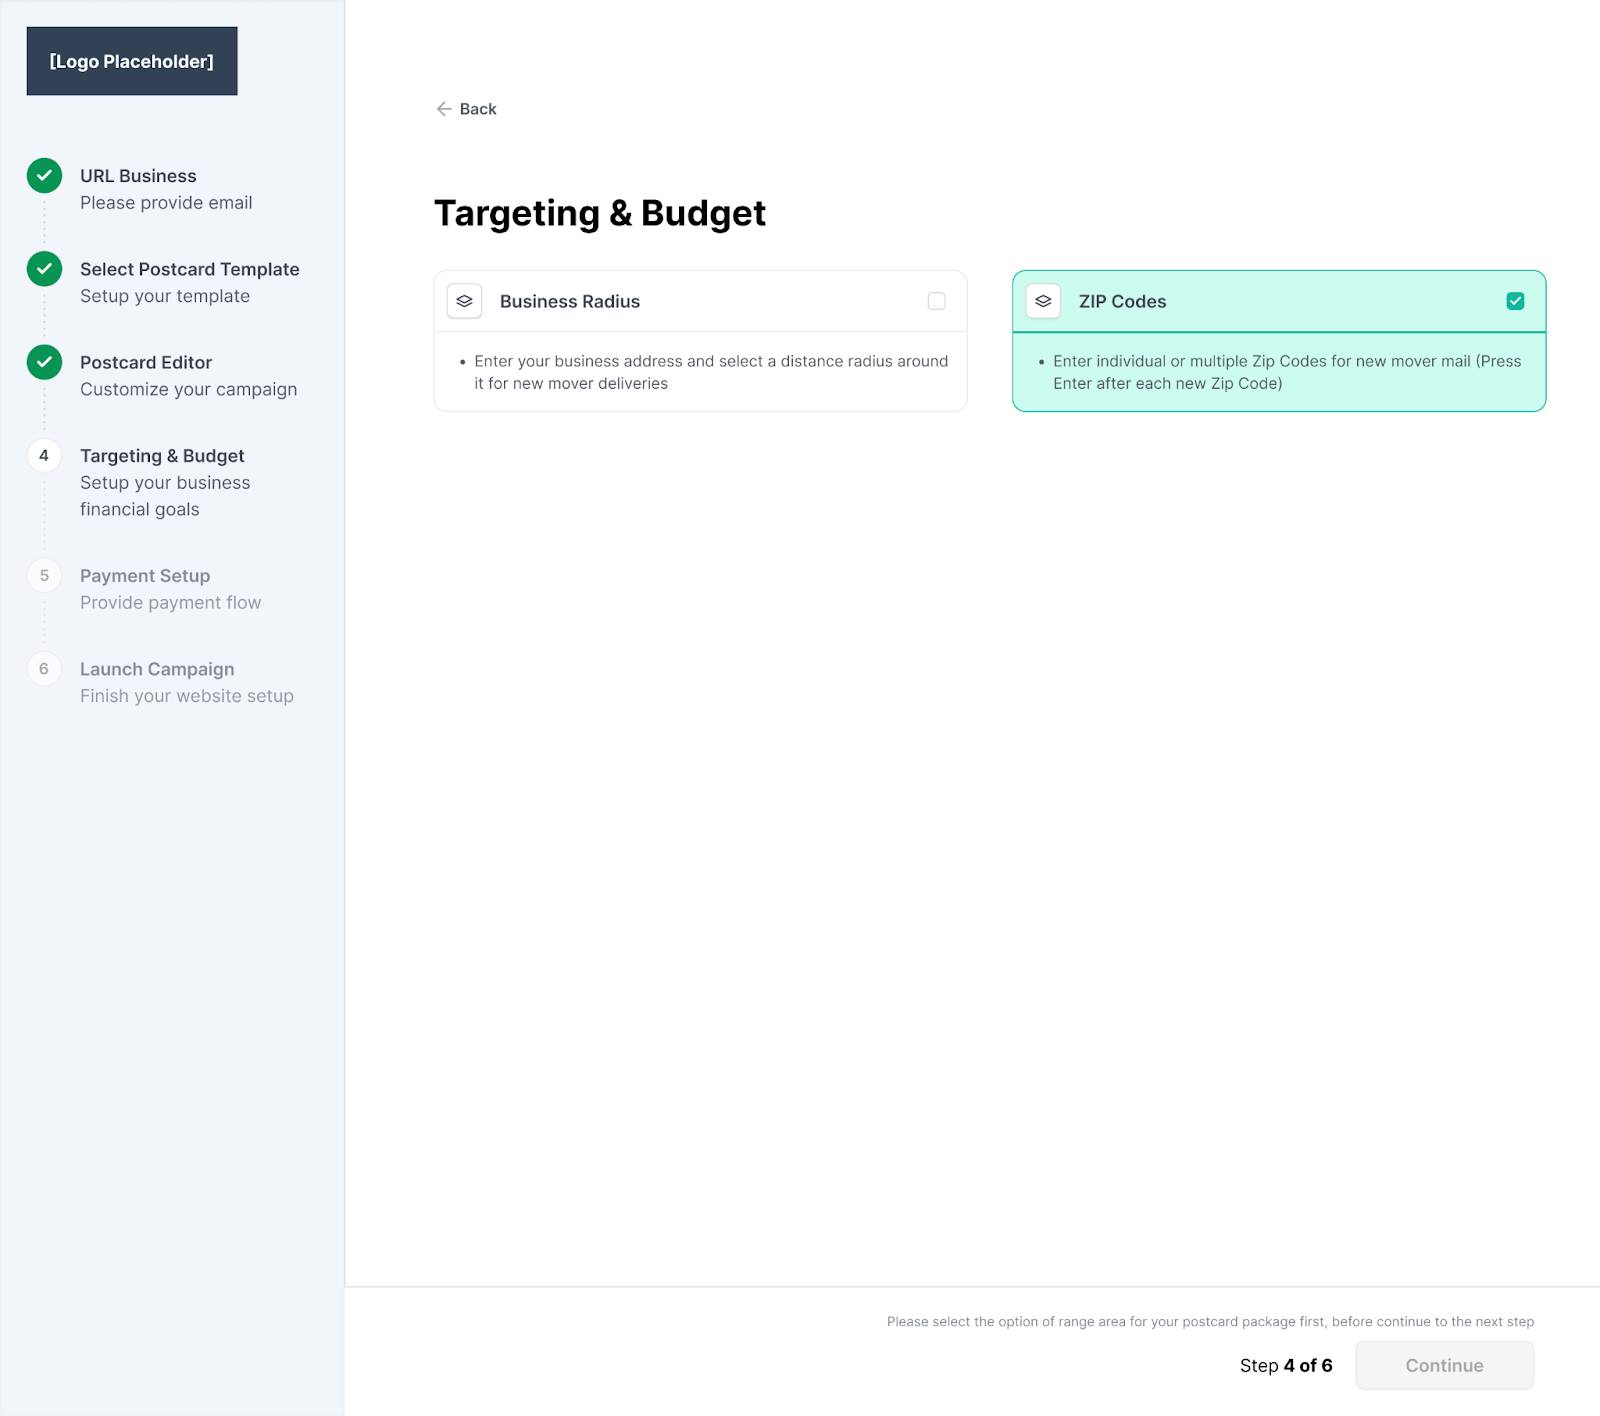 [Logo Placeholder]
URL Business
Please provide email
Select Postcard Template
Setup your template
Postcard Editor
Customize your campaign
4
Targeting & Budget
Setup your business
financial goals
5
Payment Setup
Provide payment flow
6
Launch Campaign
Finish your website setup
Back
Targeting & Budget
Business Radius
• Enter your business address and select a distance radius around
it for new mover deliveries
ZIP Codes
• Enter individual or multiple Zip Codes for new mover mail (Press
Enter after each new Zip Code)
Please select the option of range area for your postcard package first, before continue to the next step
Step 4 of 6
Continue